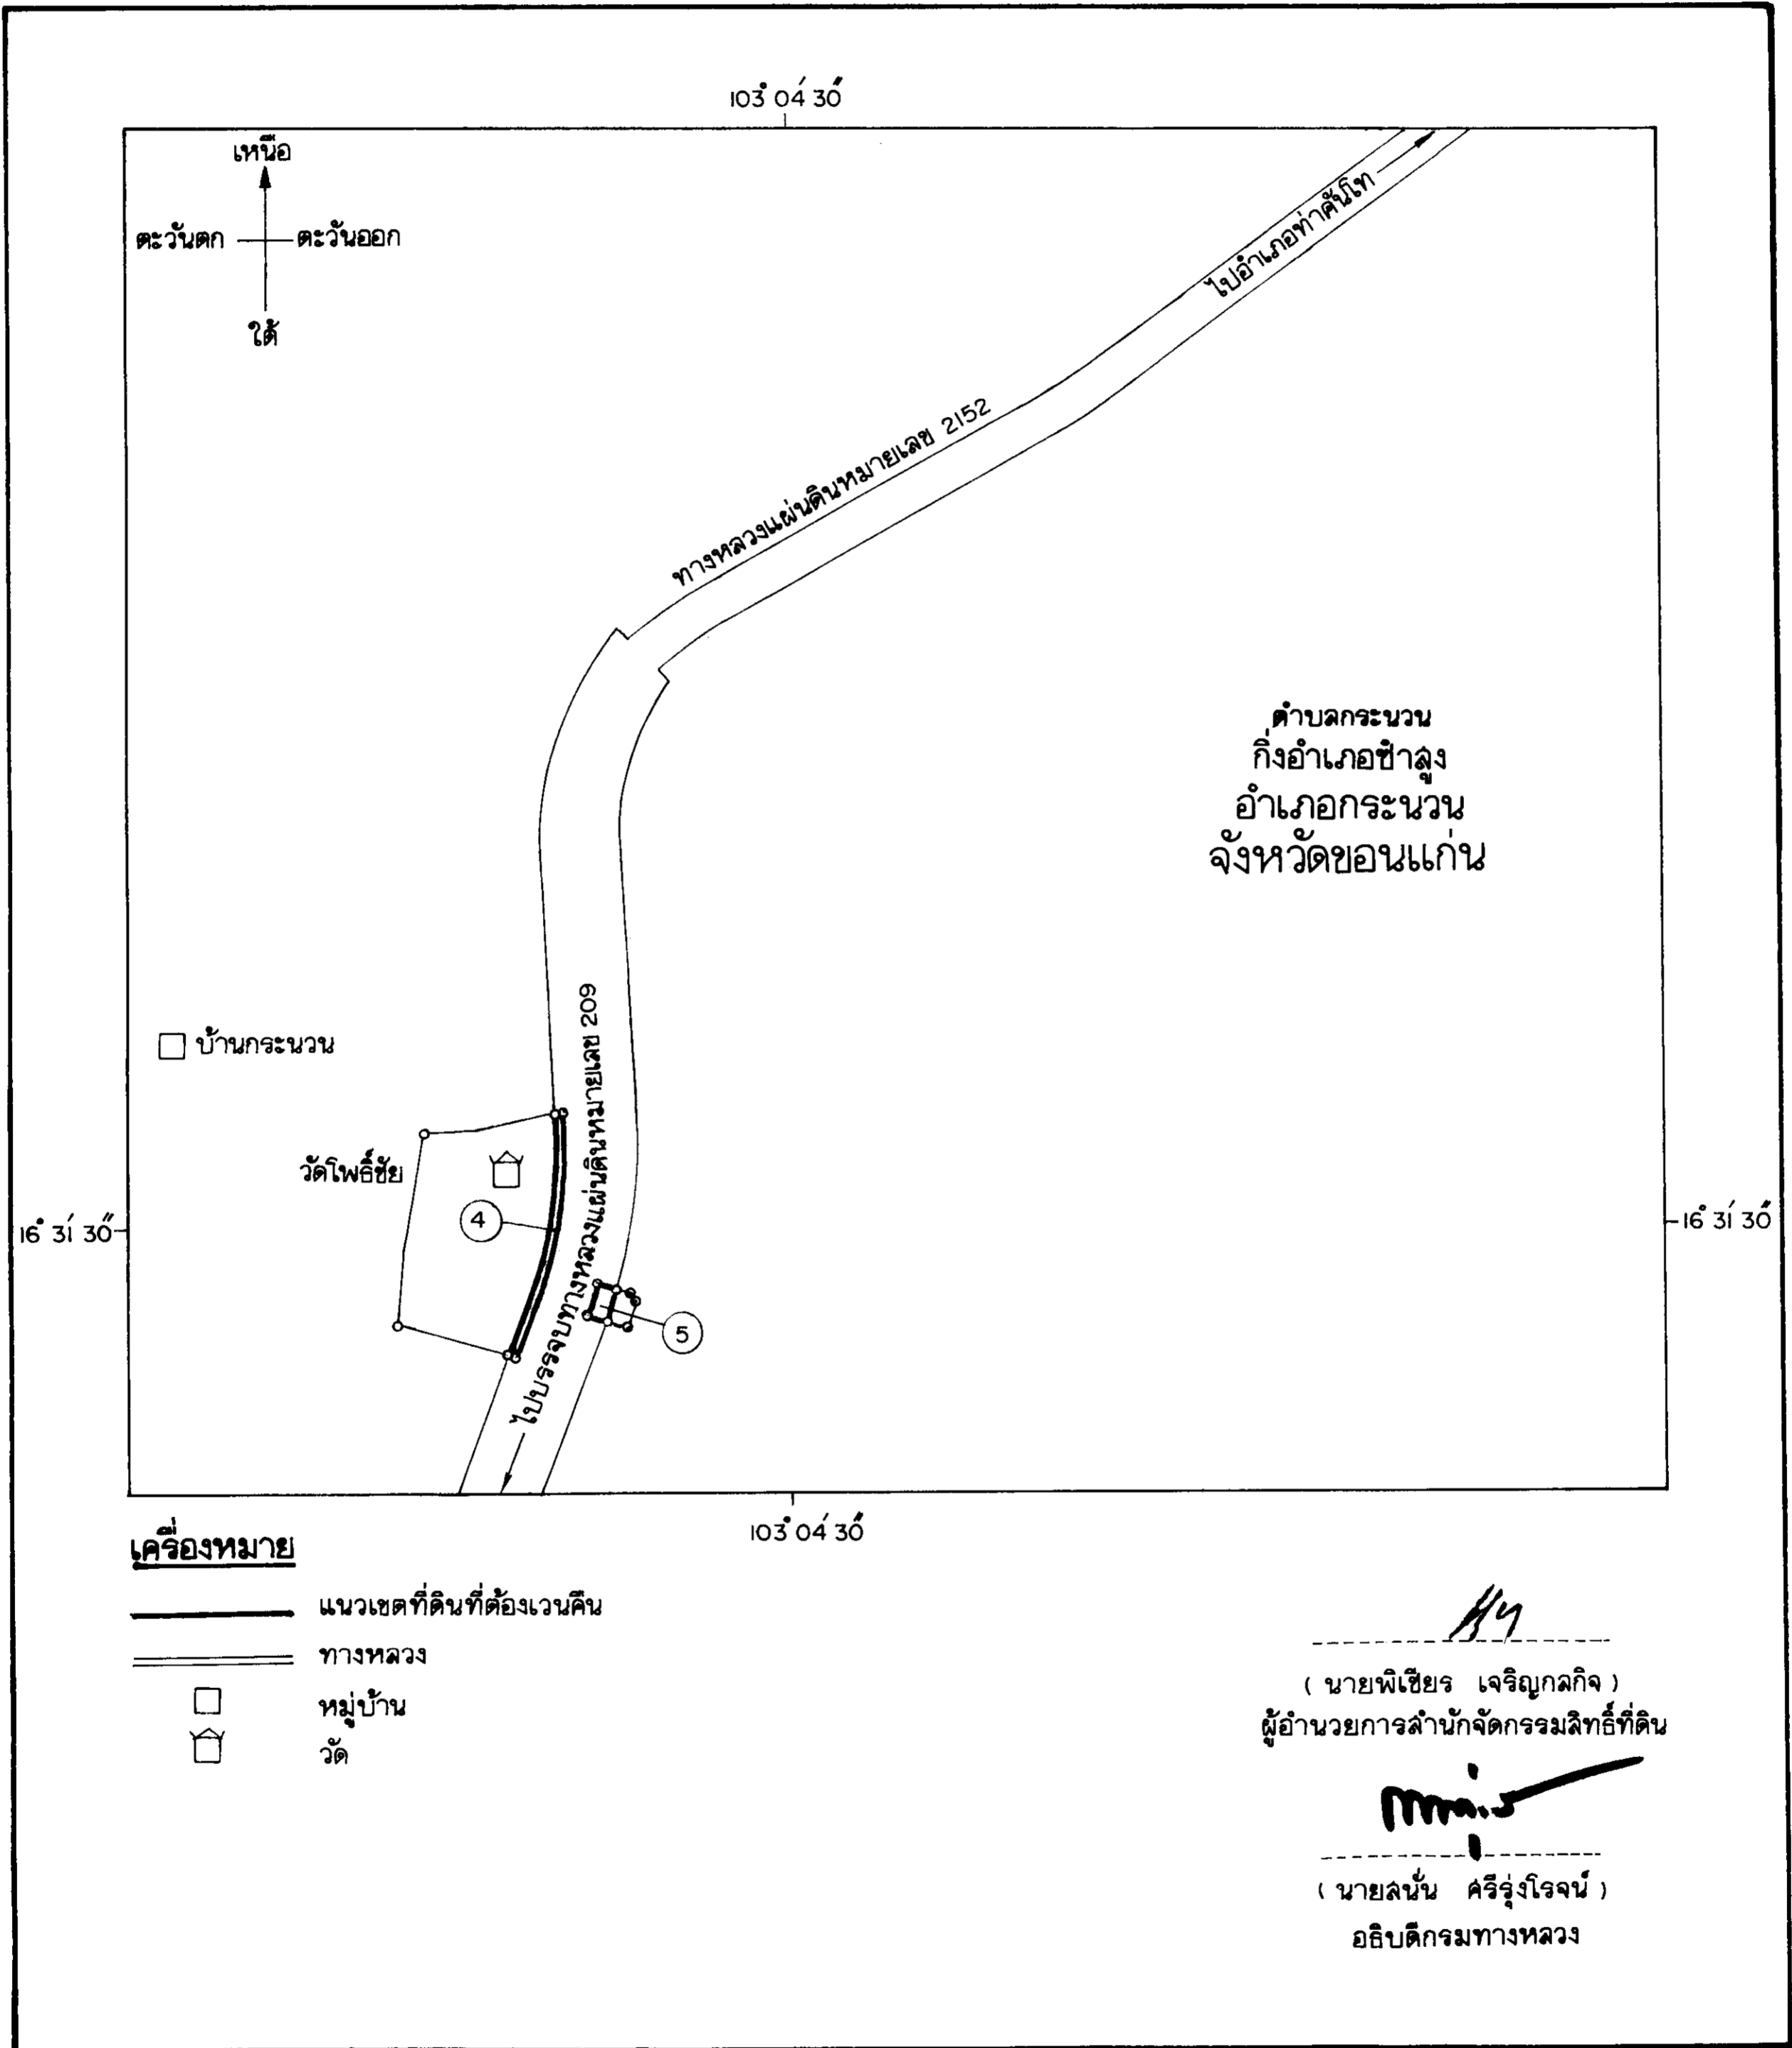 103° 04′ 30″
เหนือ
ตะวันตก
ตะวันออก
ใต้
ไปอำเภอท่าคันโท
ทางหลวงแผ่นดินหมายเลข 2152
ตำบลกระนวน
กิ่งอำเภอซำสูง
อำเภอกระนวน
จังหวัดขอนแก่น
ไปบรรจบทางหลวงแผ่นดินหมายเลข 209
บ้านกระนวน
วัดโพธิ์ชัย
4
16° 31′ 30″
16° 31′ 30″
5
103° 04′ 30″
เครื่องหมาย
แนวเขตที่ดินที่ต้องเวนคืน
ทางหลวง
หมู่บ้าน
วัด
( นายพิเชียร เจริญกลกิจ )
ผู้อำนวยการสำนักจัดกรรมสิทธิ์ที่ดิน
( นายสนั่น ศรีรุ่งโรจน์ )
อธิบดีกรมทางหลวง